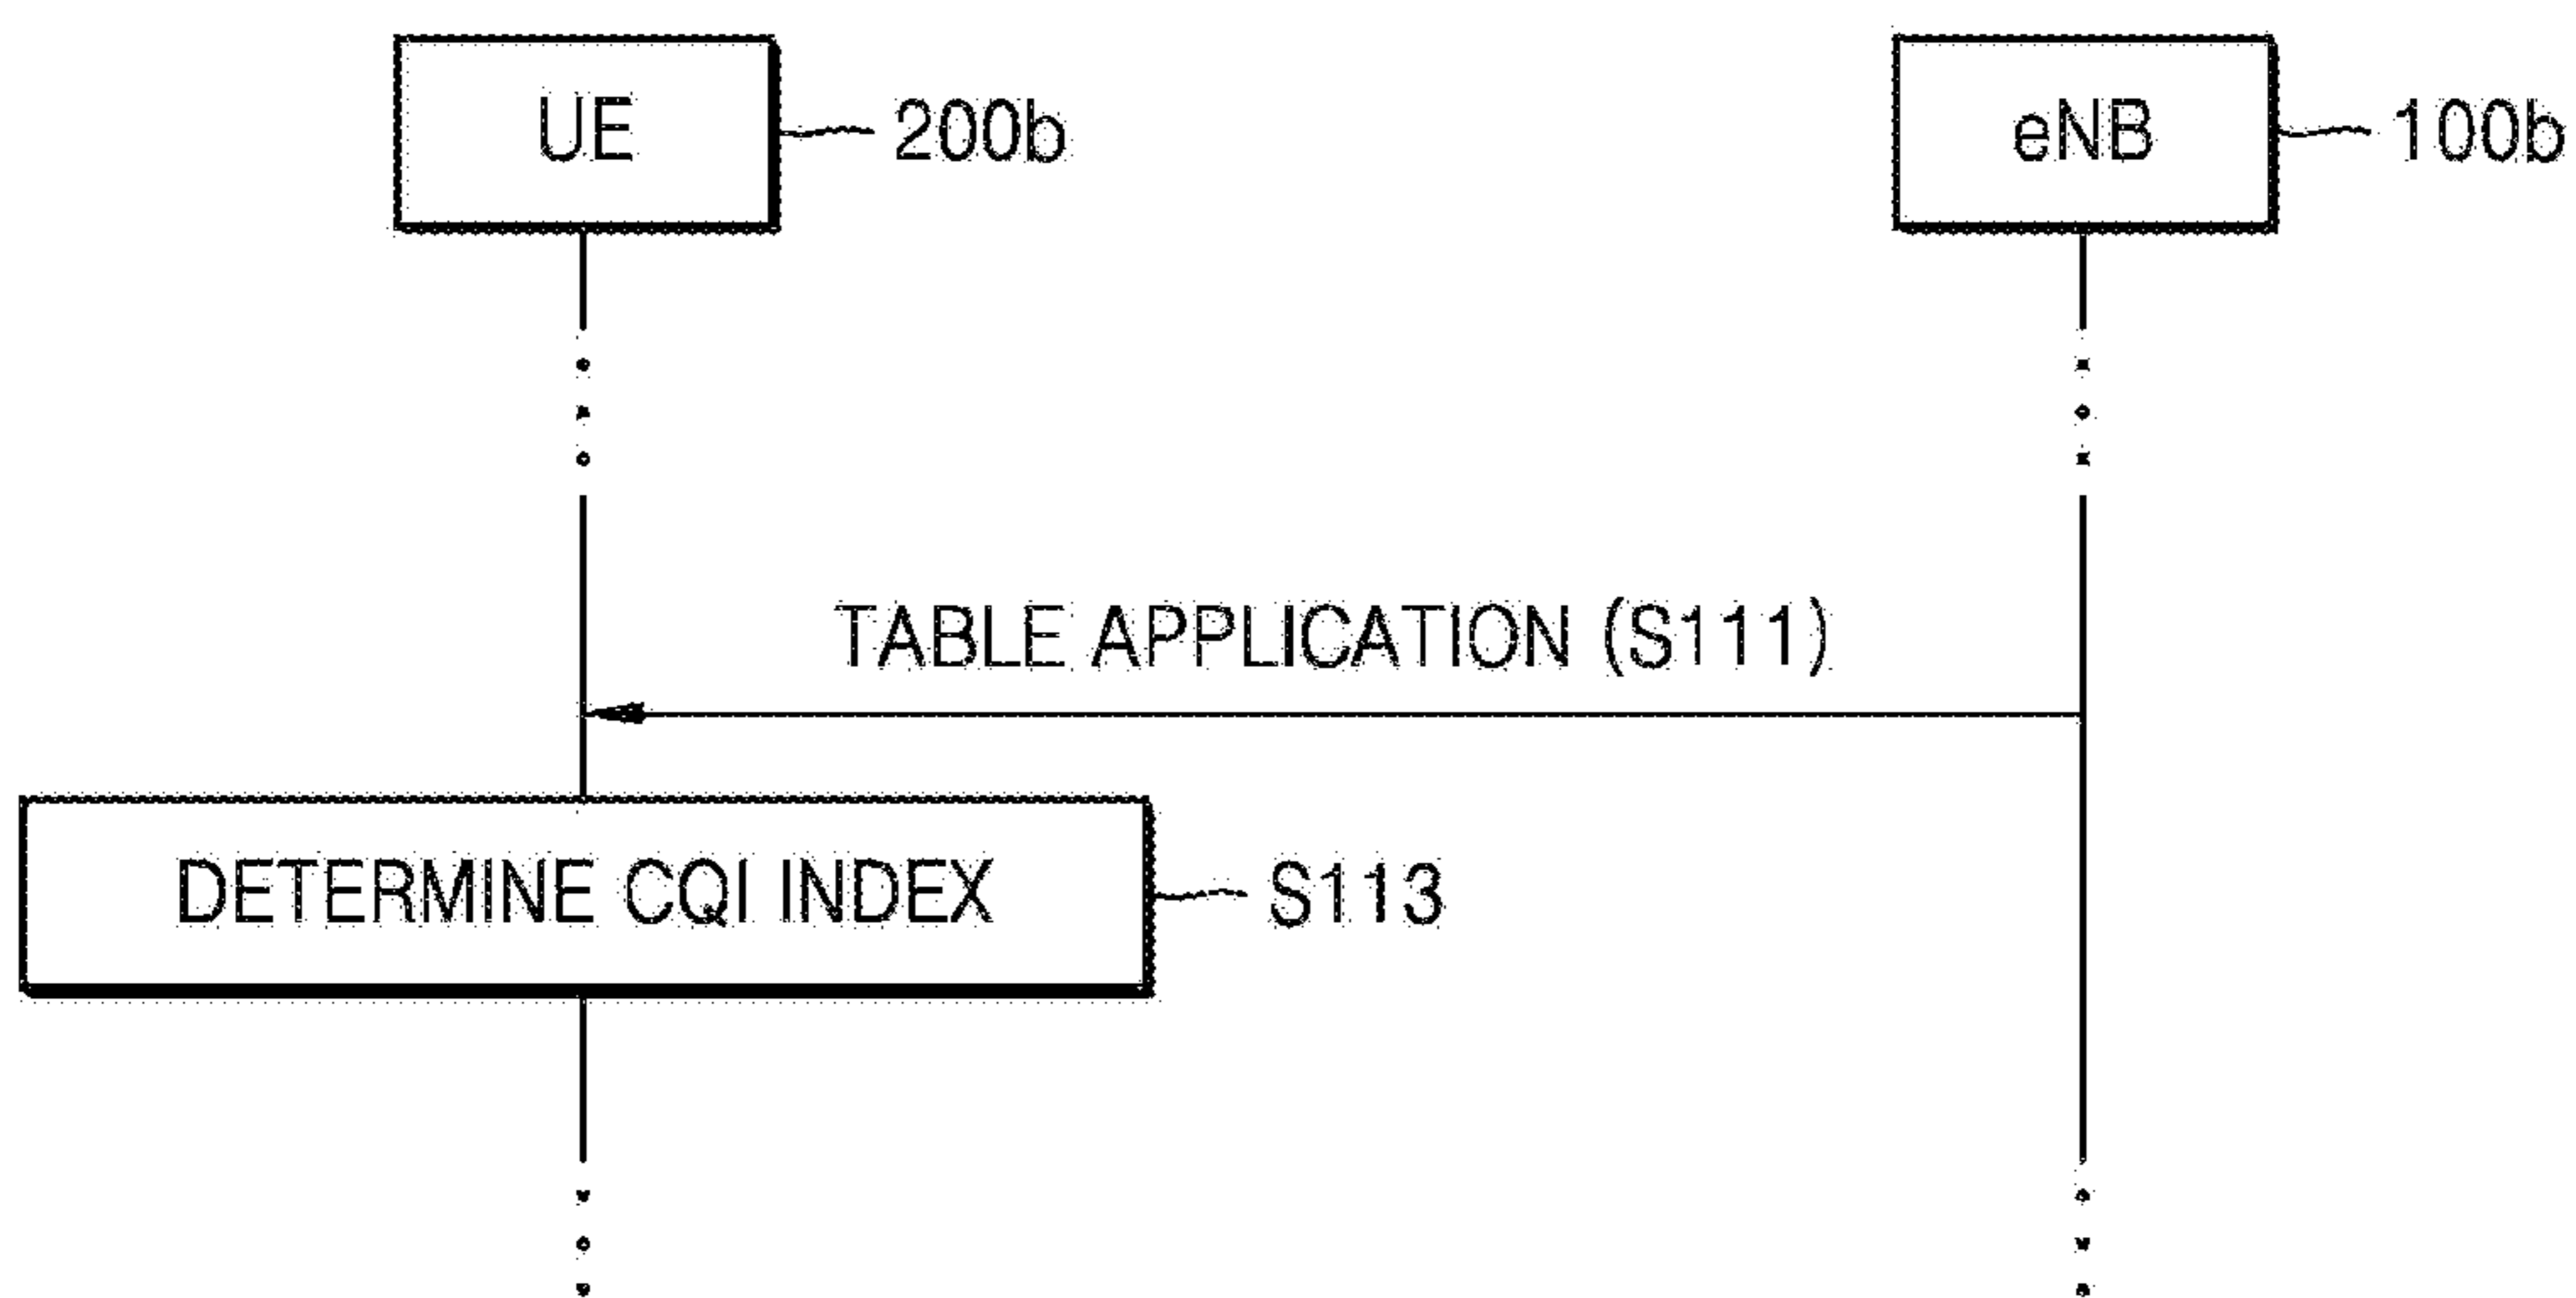 UE
200b
eNB
100b
TABLE APPLICATION (S111)
DETERMINE CQI INDEX
S113